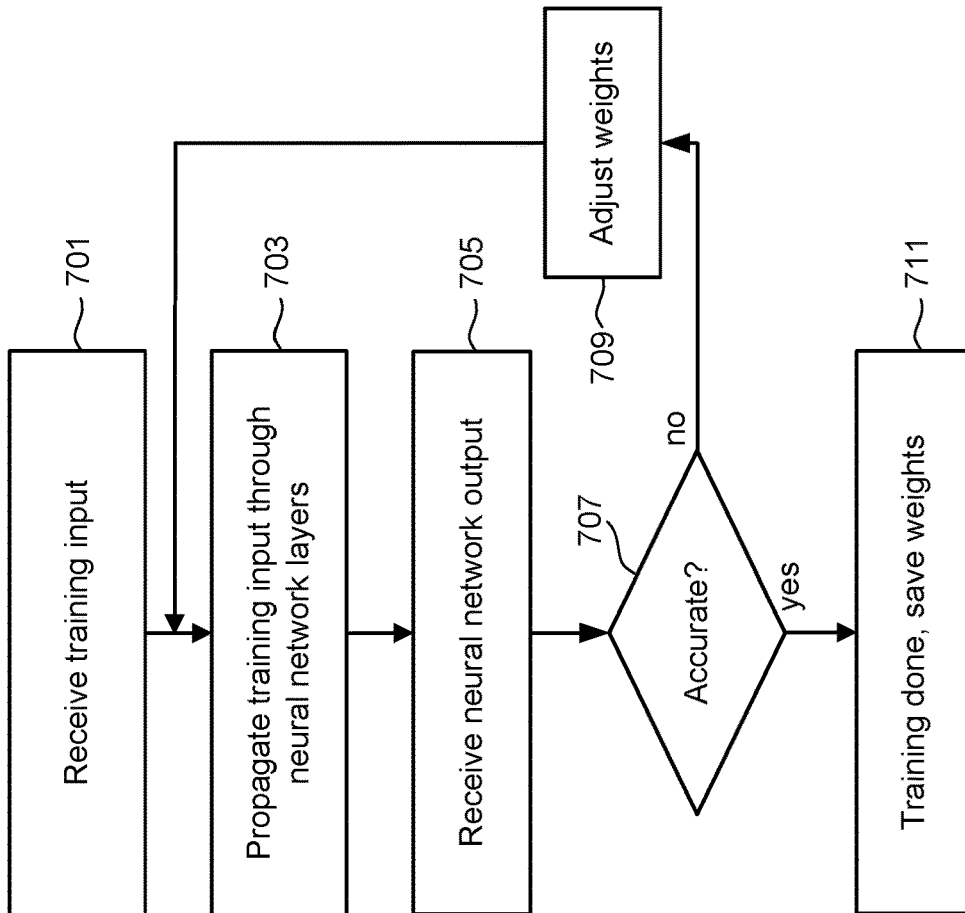 701
Receive training input
703
Propagate training input through
neural network layers
705
Receive neural network output
707
Accurate?
no
yes
709
Adjust weights
711
Training done, save weights